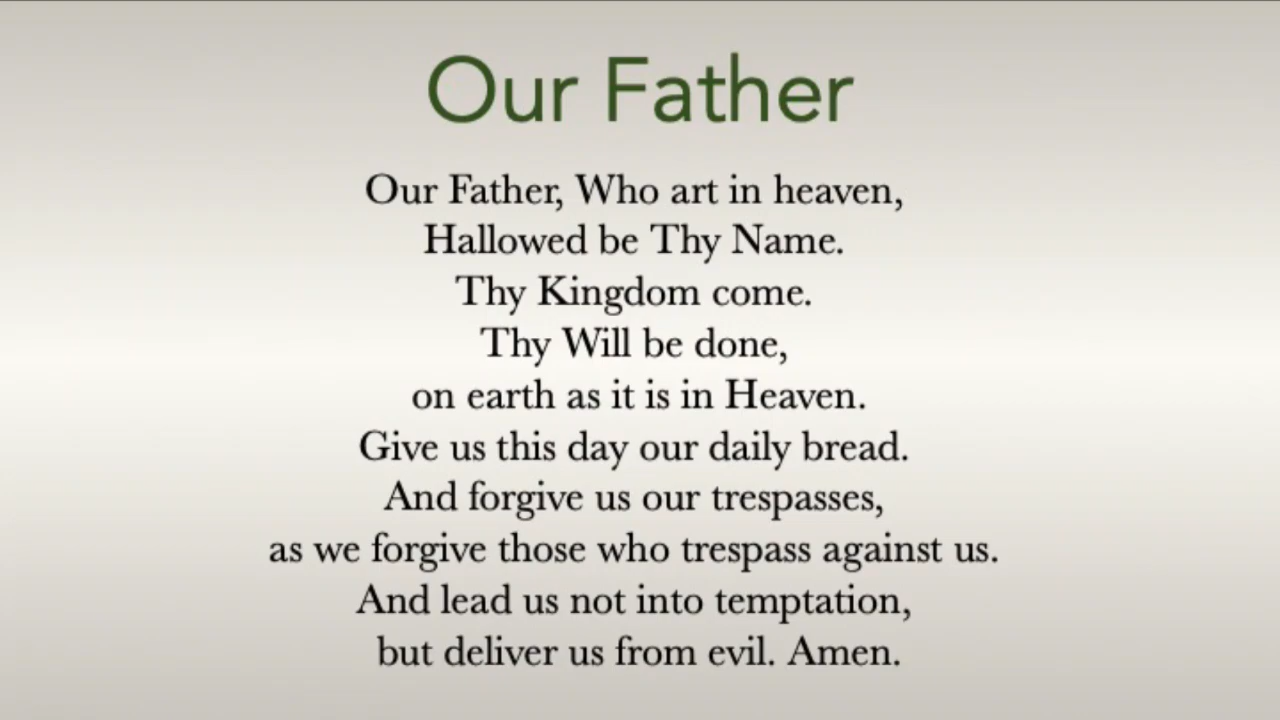 Our Father
Our Father, Who art in heaven,
Hallowed be Thy Name.
Thy Kingdom come.
Thy Will be done,
on earth as it is in Heaven.
Give us this day our daily bread.
And forgive us our trespasses,
as we forgive those who trespass against us.
And lead us not into temptation,
but deliver us from evil. Amen.